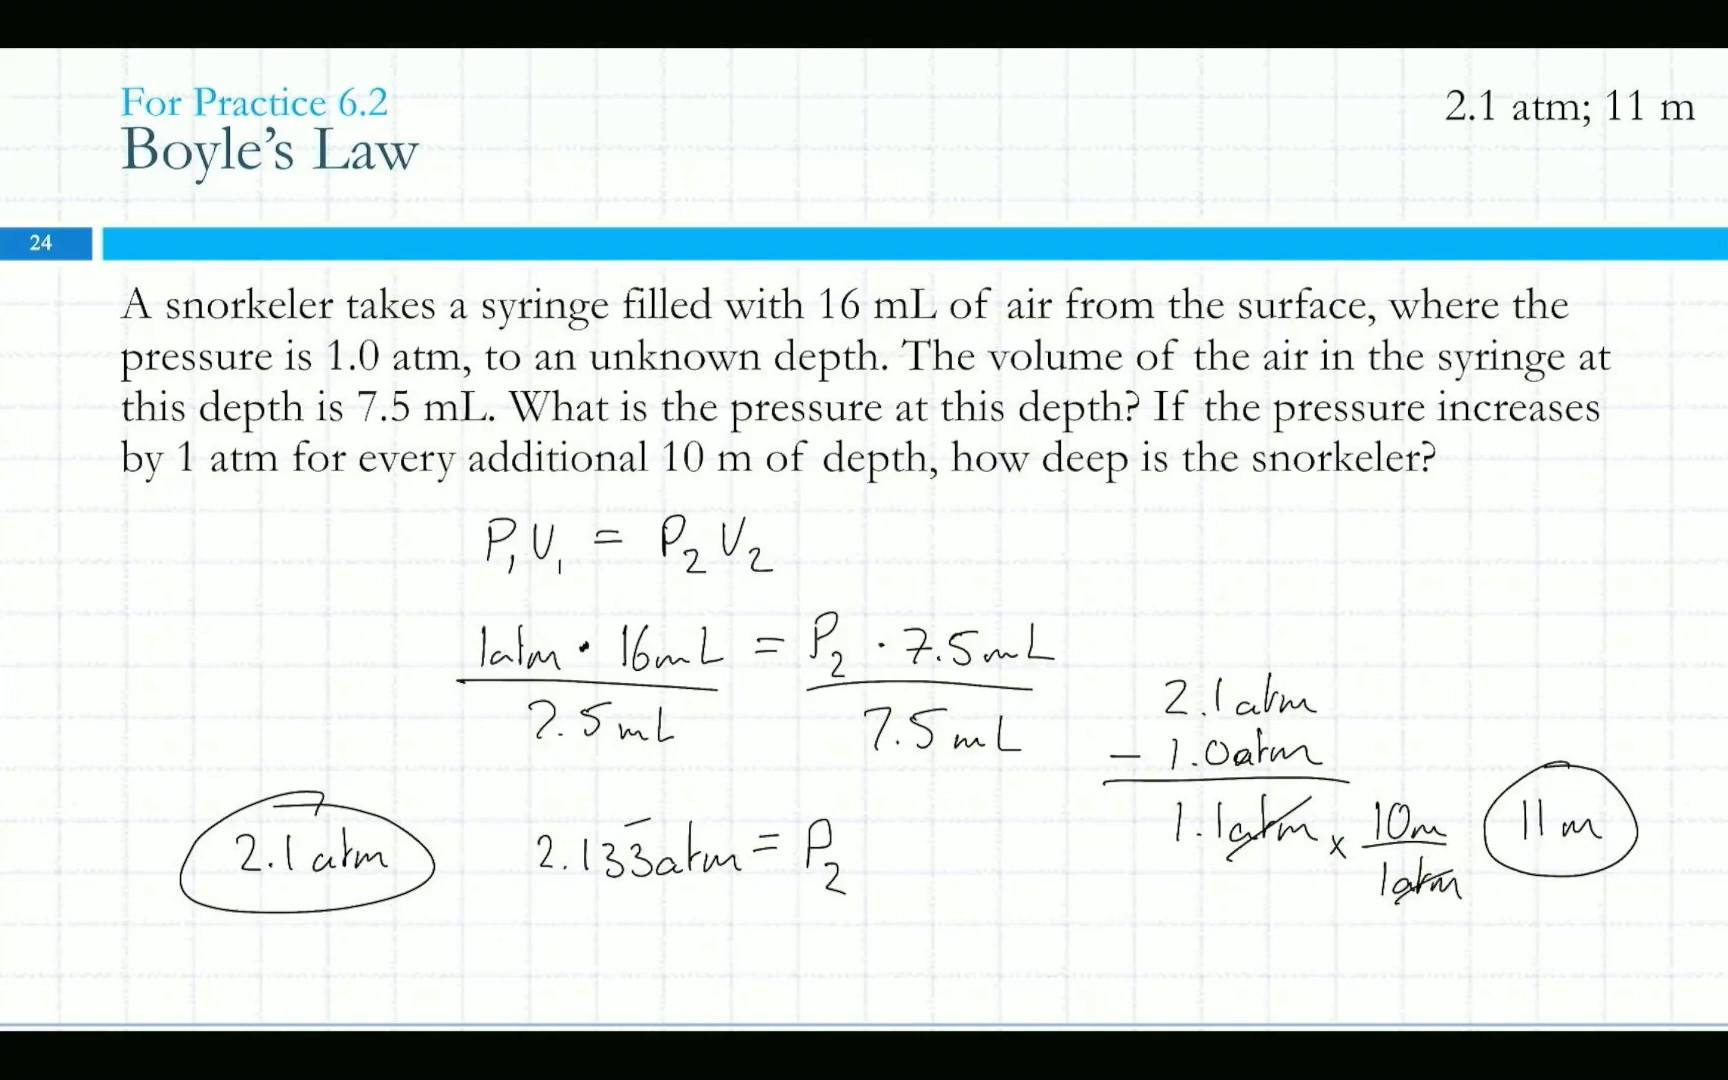 For Practice 6.2
2.1 atm; 11 m
Boyle's Law
24
A snorkeler takes a syringe filled with 16 mL of air from the surface, where the
pressure is 1.0 atm, to an unknown depth. The volume of the air in the syringe at
this depth is 7.5 mL. What is the pressure at this depth? If the pressure increases
by 1 atm for every additional 10 m of depth, how deep is the snorkeler?
P₁V₁ = P₂V₂
1atm · 16mL = P₂ · 7.5mL
7.5mL 7.5mL
2.1atm
- 1.0atm
1.1atm x 10m 11m
1atm
2.1atm 2.133̅atm = P₂